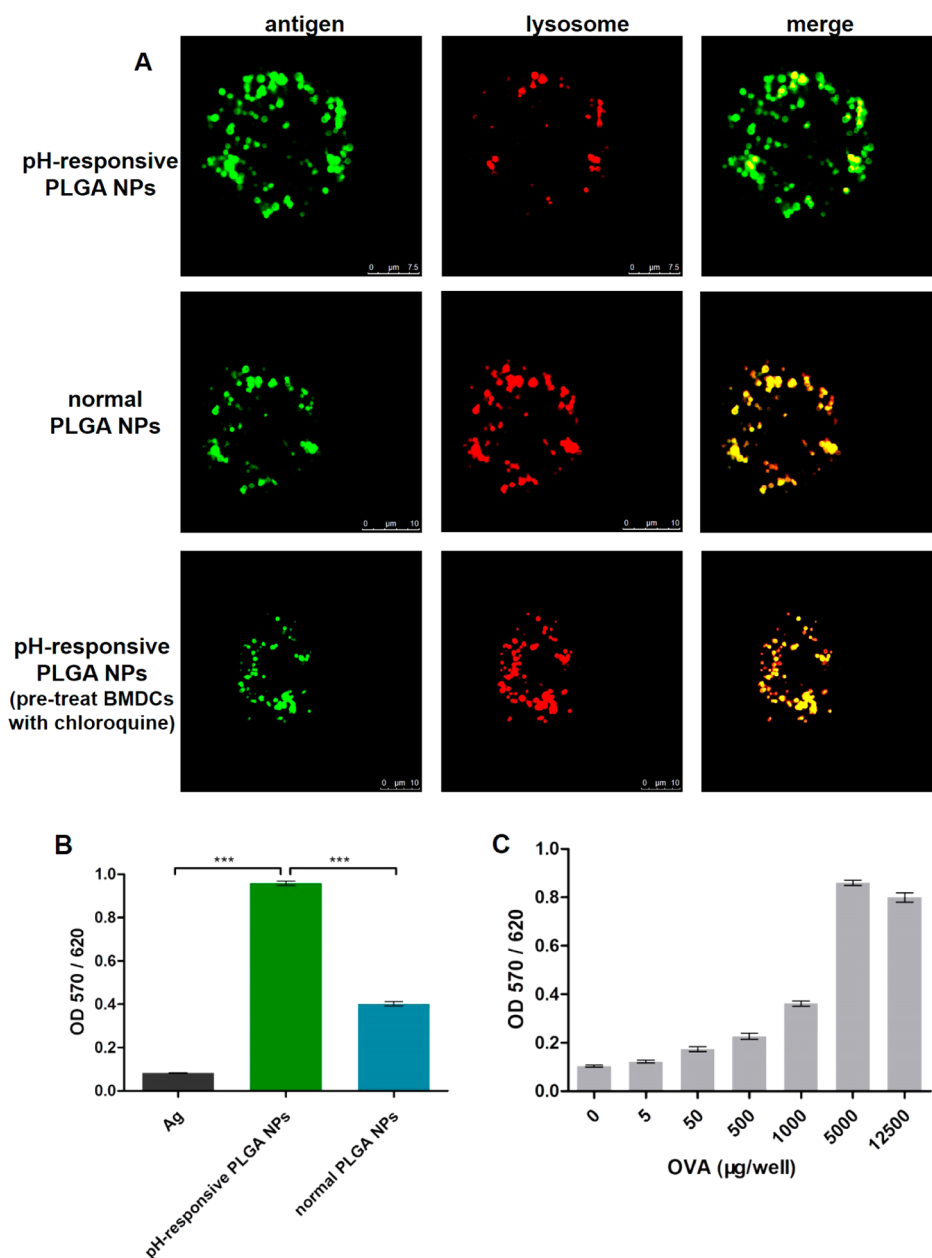 antigen
lysosome
merge
A
pH-responsive
PLGA NPs
0 µm 7.5
0 µm 7.5
normal
PLGA NPs
0 µm 10
0 µm 10
pH-responsive
PLGA NPs
(pre-treat BMDCs
with chloroquine)
0 µm 10
0 µm 10
B
***
***
1.0
0.8
0.6
0.4
0.2
0.0
OD 570 / 620
Ag
pH-responsive PLGA NPs
normal PLGA NPs
C
1.0
0.8
0.6
0.4
0.2
0.0
OD 570 / 620
0
5
50
500
1000
5000
12500
OVA (µg/well)